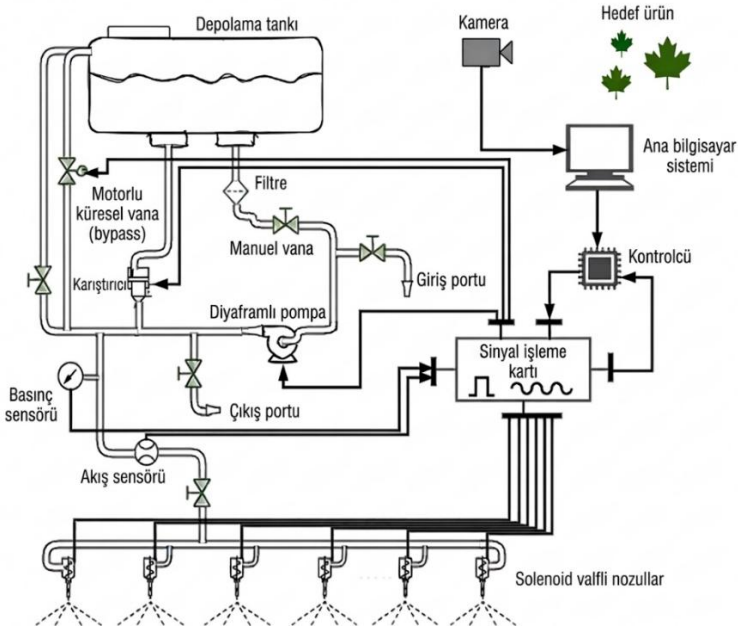 Depolama tankı
Kamera
Hedef ürün
Ana bilgisayar
sistemi
Motorlu
küresel vana
(bypass)
Filtre
Manuel vana
Kontrolcü
Karıştırıcı
Giriş portu
Diyaframlı pompa
Sinyal işleme
kartı
Basınç
sensörü
Çıkış portu
Akış sensörü
Solenoid valfli nozullar